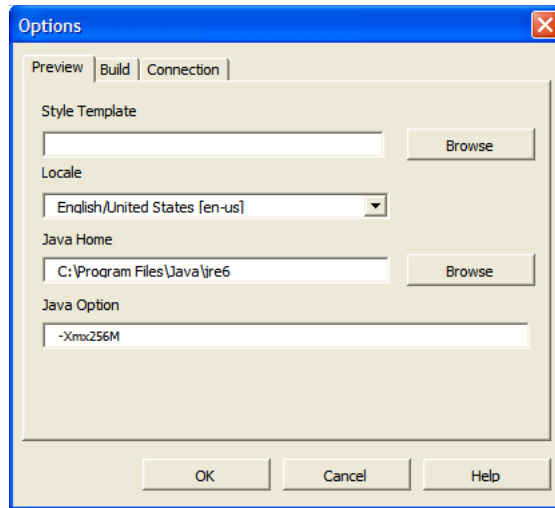 Options
Preview Build Connection
Style Template
Browse
Locale
English/United States [en-us]
Java Home
C:\Program Files\Java\jre6 Browse
Java Option
-Xmx256M
OK Cancel Help